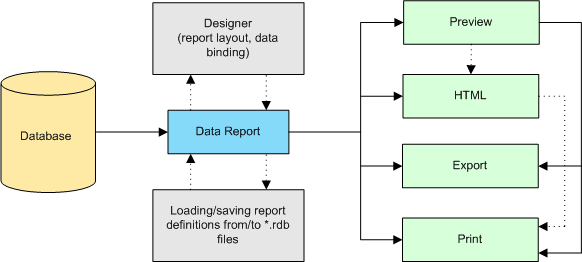 Designer
(report layout, data
binding)
Preview
HTML
Database
Data Report
Export
Loading/saving report
definitions from/to *.rdb
files
Print